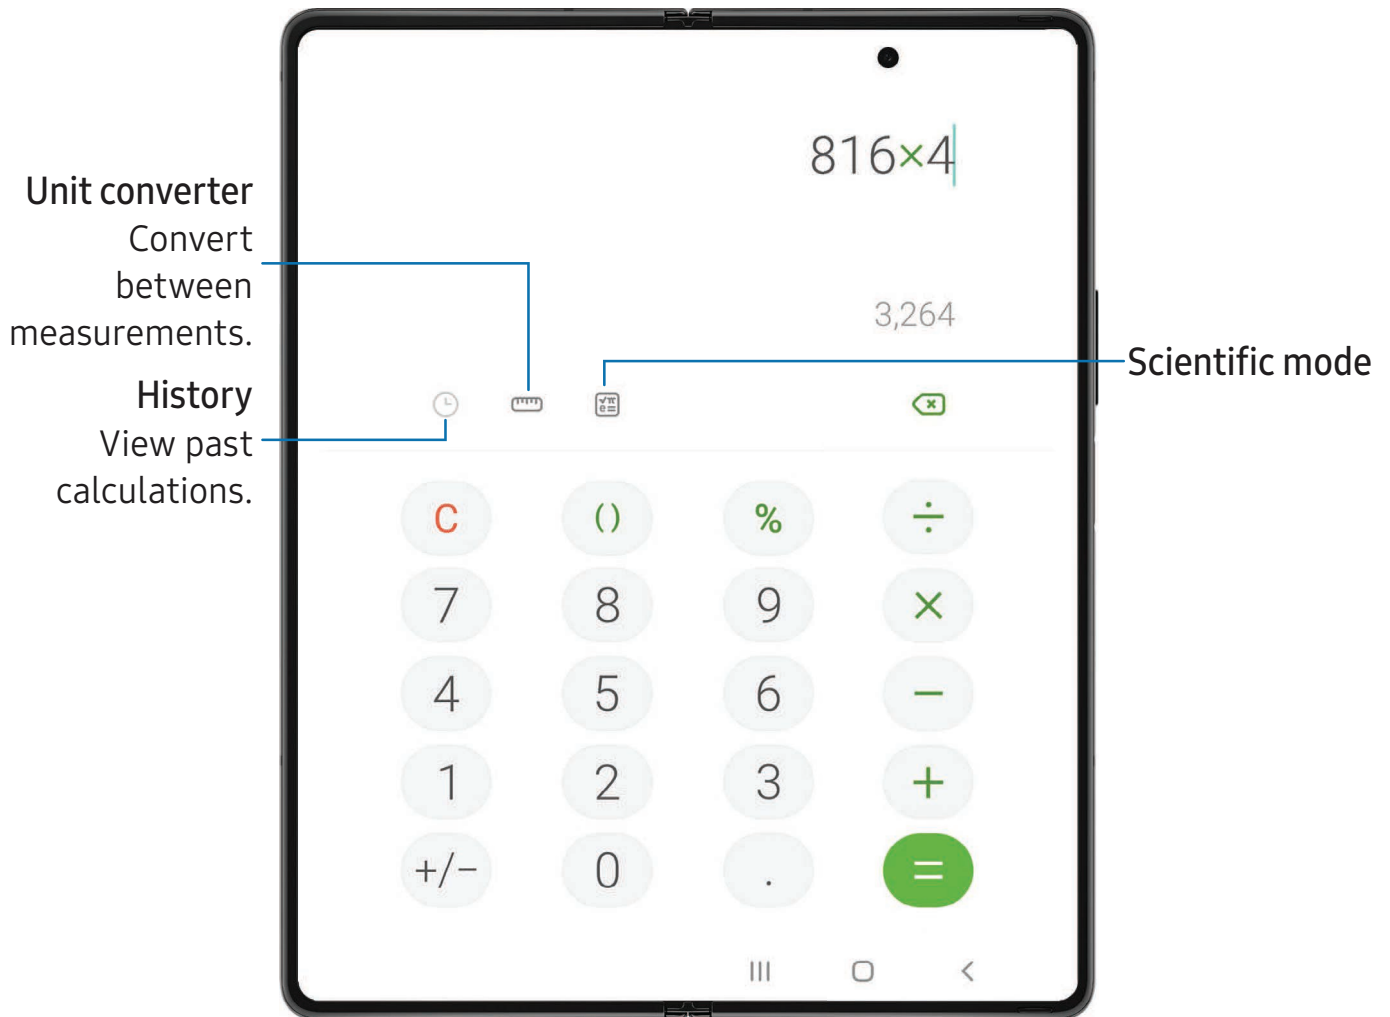 816×4
Unit converter
Convert
between
measurements.
3,264
Scientific mode
History
View past
calculations.
√π
e=
C () % ÷
7 8 9 ×
4 5 6 −
1 2 3 +
+/− 0 . =